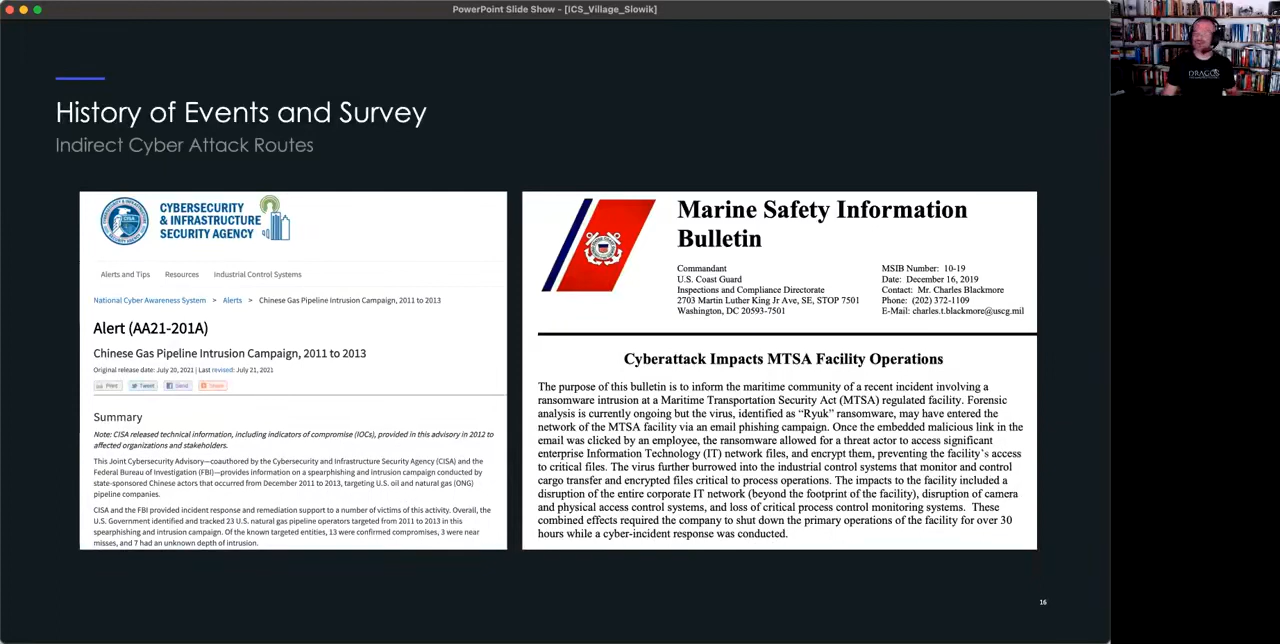 PowerPoint Slide Show - [ICS_Village_Slowik]
DRAGOS
History of Events and Survey
Indirect Cyber Attack Routes
CYBERSECURITY
& INFRASTRUCTURE
SECURITY AGENCY
Alerts and Tips Resources Industrial Control Systems
National Cyber Awareness System > Alerts > Chinese Gas Pipeline Intrusion Campaign, 2011 to 2013
Alert (AA21-201A)
Chinese Gas Pipeline Intrusion Campaign, 2011 to 2013
Original release date: July 20, 2021 | Last revised: July 21, 2021
Print Tweet Send Share
Summary
Note: CISA released technical information, including indicators of compromise (IOCs), provided in this advisory in 2012 to
affected organizations and stakeholders.
This Joint Cybersecurity Advisory—coauthored by the Cybersecurity and Infrastructure Security Agency (CISA) and the
Federal Bureau of Investigation (FBI)—provides information on a spearphishing and intrusion campaign conducted by
state-sponsored Chinese actors that occurred from December 2011 to 2013, targeting U.S. oil and natural gas (ONG)
pipeline companies.
CISA and the FBI provided incident response and remediation support to a number of victims of this activity. Overall, the
U.S. Government identified and tracked 23 U.S. natural gas pipeline operators targeted from 2011 to 2013 in this
spearphishing and intrusion campaign. Of the known targeted entities, 13 were confirmed compromises, 3 were near
misses, and 7 had an unknown depth of intrusion.
Marine Safety Information
Bulletin
Commandant
U.S. Coast Guard
Inspections and Compliance Directorate
2703 Martin Luther King Jr Ave, SE, STOP 7501
Washington, DC 20593-7501
MSIB Number: 10-19
Date: December 16, 2019
Contact: Mr. Charles Blackmore
Phone: (202) 372-1109
E-Mail: charles.t.blackmore@uscg.mil
Cyberattack Impacts MTSA Facility Operations
The purpose of this bulletin is to inform the maritime community of a recent incident involving a
ransomware intrusion at a Maritime Transportation Security Act (MTSA) regulated facility. Forensic
analysis is currently ongoing but the virus, identified as “Ryuk” ransomware, may have entered the
network of the MTSA facility via an email phishing campaign. Once the embedded malicious link in the
email was clicked by an employee, the ransomware allowed for a threat actor to access significant
enterprise Information Technology (IT) network files, and encrypt them, preventing the facility’s access
to critical files. The virus further burrowed into the industrial control systems that monitor and control
cargo transfer and encrypted files critical to process operations. The impacts to the facility included a
disruption of the entire corporate IT network (beyond the footprint of the facility), disruption of camera
and physical access control systems, and loss of critical process control monitoring systems. These
combined effects required the company to shut down the primary operations of the facility for over 30
hours while a cyber-incident response was conducted.
16